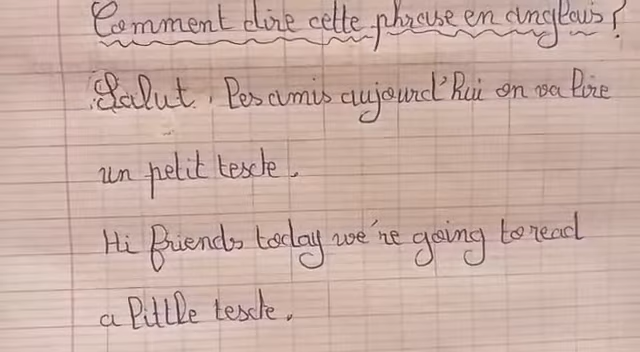 Comment dire cette phrase en anglais?
Salut. les amis aujourd'hui on va lire
un petit texte.
Hi friends today we're going to read
a little texte.